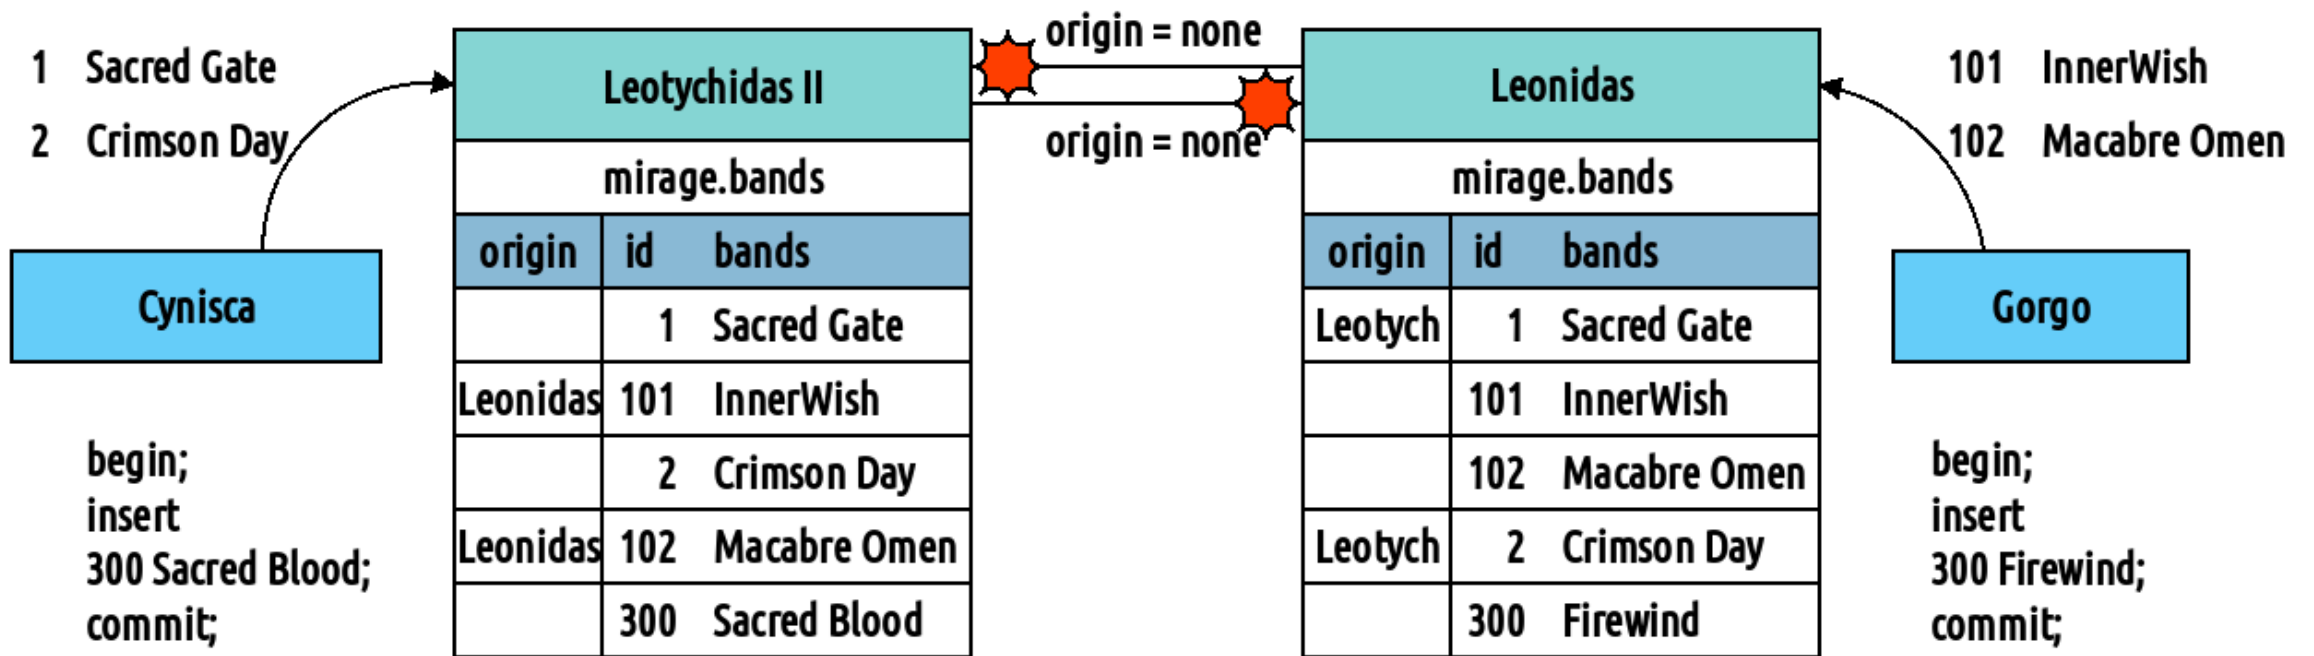 1 Sacred Gate
2 Crimson Day
Cynisca
begin;
insert
300 Sacred Blood;
commit;
Leotychidas II
mirage.bands
origin id bands
1 Sacred Gate
Leonidas 101 InnerWish
2 Crimson Day
Leonidas 102 Macabre Omen
300 Sacred Blood
origin = none
origin = none
Leonidas
mirage.bands
origin id bands
Leotych 1 Sacred Gate
101 InnerWish
102 Macabre Omen
Leotych 2 Crimson Day
300 Firewind
101 InnerWish
102 Macabre Omen
Gorgo
begin;
insert
300 Firewind;
commit;